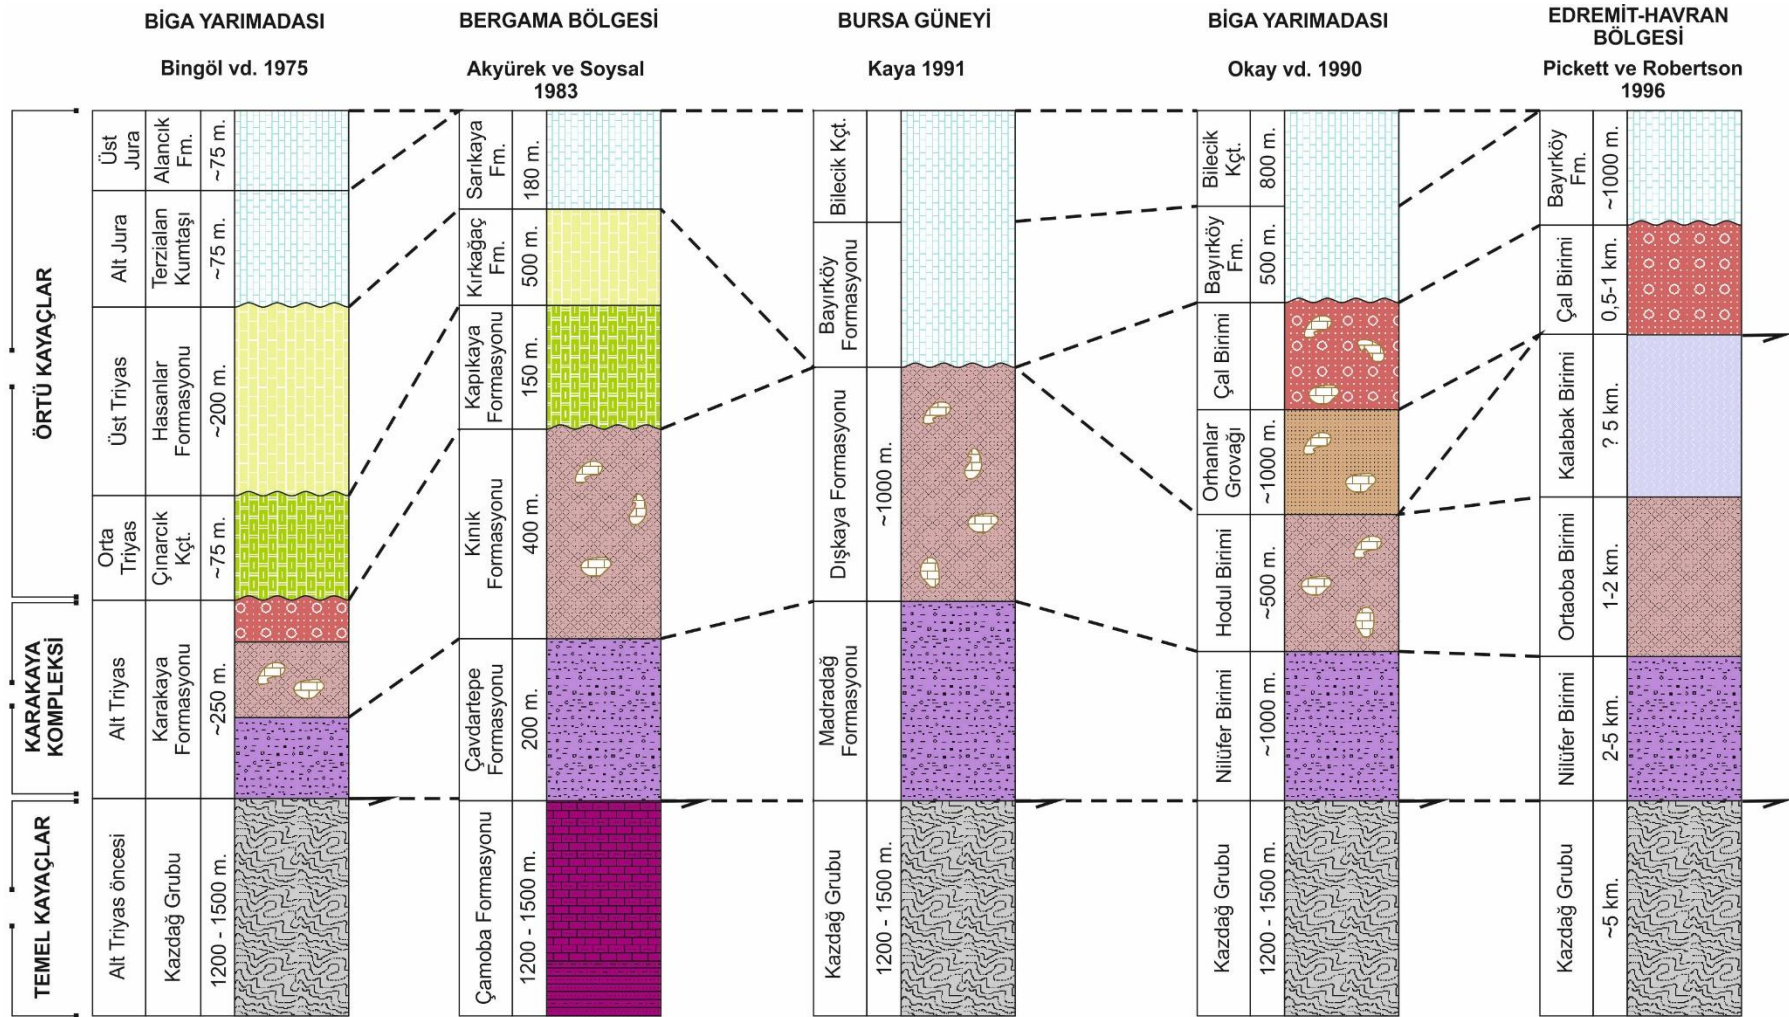 BİGA YARIMADASI
Bingöl vd. 1975
BERGAMA BÖLGESİ
Akyürek ve Soysal
1983
BURSA GÜNEYİ
Kaya 1991
BİGA YARIMADASI
Okay vd. 1990
EDREMİT-HAVRAN
BÖLGESİ
Pickett ve Robertson
1996
ÖRTÜ KAYAÇLAR
KARAKAYA
KOMPLEKSİ
TEMEL KAYAÇLAR
Üst
Jura
Alancık
Fm.
~75 m.
Alt Jura
Terzialan
Kumtaşı
~75 m.
Üst Triyas
Hasanlar
Formasyonu
~200 m.
Orta
Triyas
Çınarcık
Kçt.
~75 m.
Alt Triyas
Karakaya
Formasyonu
~250 m.
Alt Triyas öncesi
Kazdağ Grubu
1200 - 1500 m.
Sarıkaya
Fm.
180 m.
Kırkağaç
Fm.
500 m.
Kapıkaya
Formasyonu
150 m.
Kınık
Formasyonu
400 m.
Çavdartepe
Formasyonu
200 m.
Çamoba Formasyonu
1200 - 1500 m.
Bilecik Kçt.
Bayırköy
Formasyonu
Dışkaya Formasyonu
~1000 m.
Madradağ
Formasyonu
Kazdağ Grubu
1200 - 1500 m.
Bilecik
Kçt.
800 m.
Bayırköy
Fm.
500 m.
Çal Birimi
Orhanlar
Grovağı
~1000 m.
Hodul Birimi
~500 m.
Nilüfer Birimi
~1000 m.
Kazdağ Grubu
1200 - 1500 m.
Bayırköy
Fm.
~1000 m.
Çal Birimi
0,5-1 km.
Kalabak Birimi
? 5 km.
Ortaoba Birimi
1-2 km.
Nilüfer Birimi
2-5 km.
Kazdağ Grubu
~5 km.